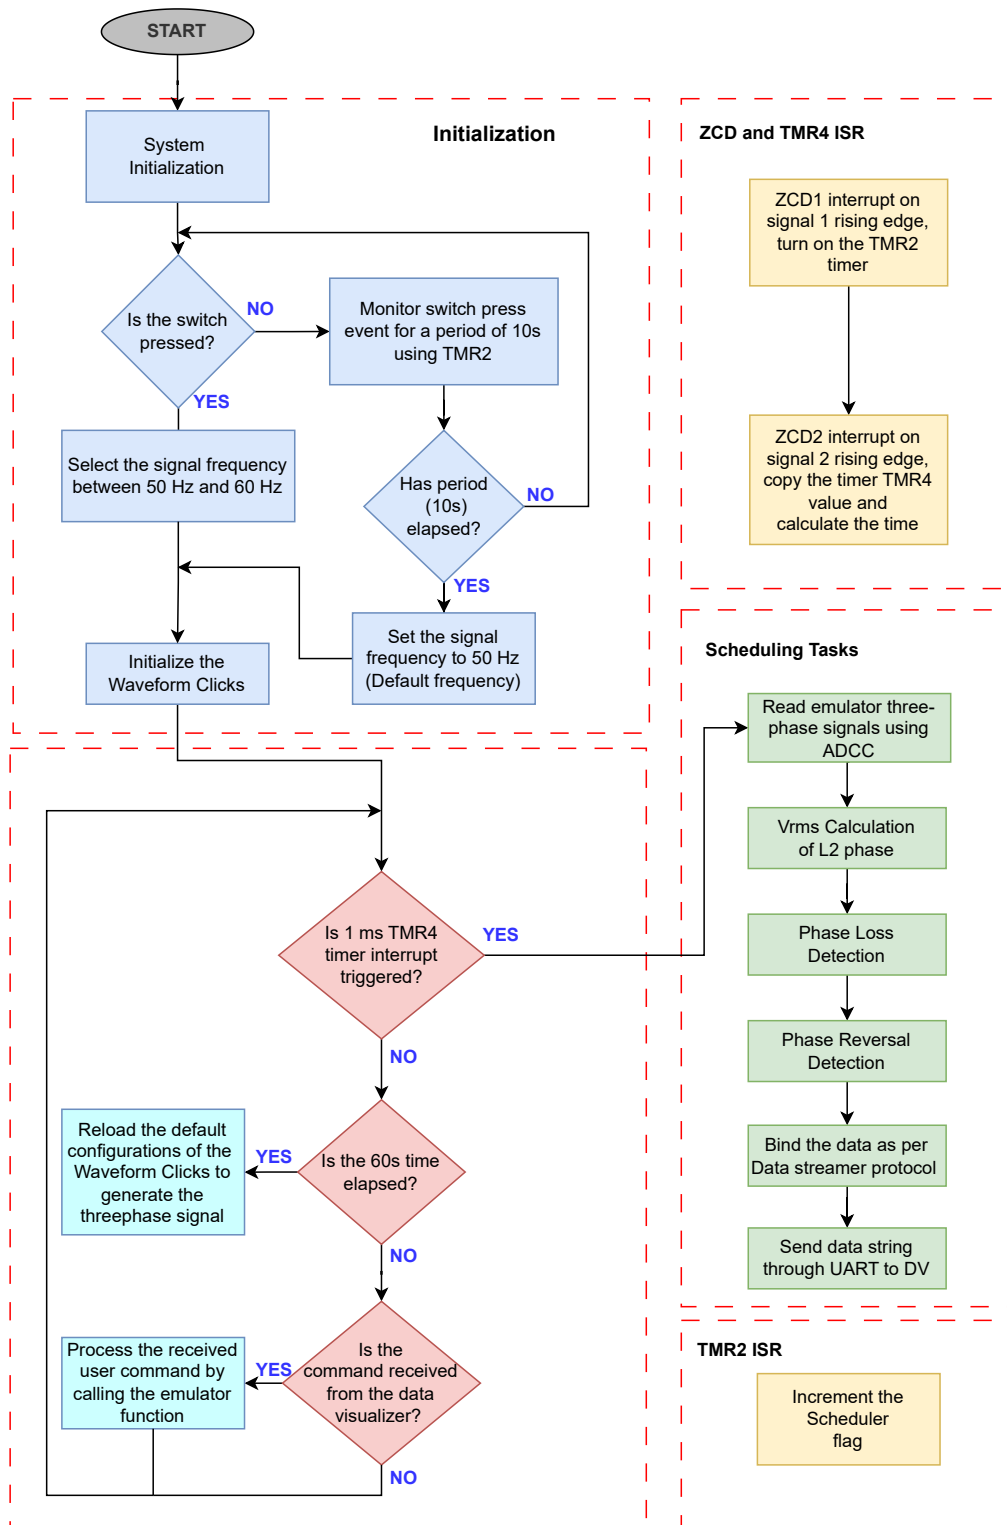 START
Initialization
System
Initialization
Is the switch
pressed?
NO
Monitor switch press
event for a period of 10s
using TMR2
YES
Select the signal frequency
between 50 Hz and 60 Hz
Has period
(10s)
elapsed?
NO
YES
Set the signal
frequency to 50 Hz
(Default frequency)
Initialize the
Waveform Clicks
Is 1 ms TMR4
timer interrupt
triggered?
YES
NO
Is the 60s time
elapsed?
YES
Reload the default
configurations of the
Waveform Clicks to
generate the
threephase signal
NO
Is the
command received
from the data
visualizer?
YES
Process the received
user command by
calling the emulator
function
NO
ZCD and TMR4 ISR
ZCD1 interrupt on
signal 1 rising edge,
turn on the TMR2
timer
ZCD2 interrupt on
signal 2 rising edge,
copy the timer TMR4
value and
calculate the time
Scheduling Tasks
Read emulator three-
phase signals using
ADCC
Vrms Calculation
of L2 phase
Phase Loss
Detection
Phase Reversal
Detection
Bind the data as per
Data streamer protocol
Send data string
through UART to DV
TMR2 ISR
Increment the
Scheduler
flag